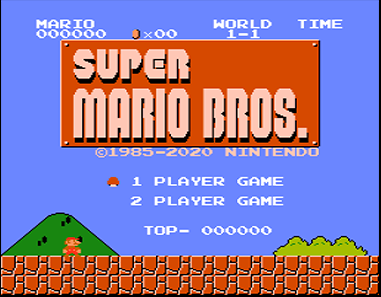 MARIO WORLD TIME
000000 ×00 1-1
SUPER
MARIO BROS.
©1985-2020 NINTENDO
1 PLAYER GAME
2 PLAYER GAME
TOP- 000000